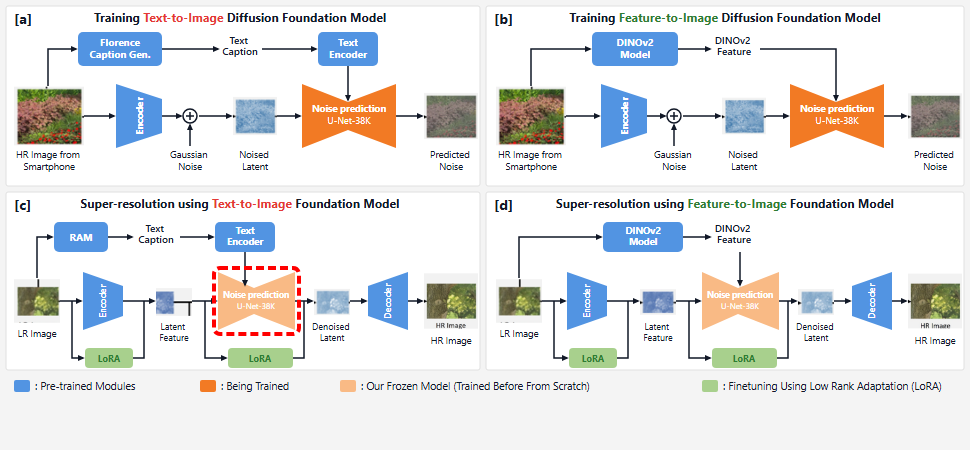 [a] Training Text-to-Image Diffusion Foundation Model
Florence
Caption Gen.
Text
Caption
Text
Encoder
Encoder
Noise prediction
U-Net-38K
HR Image from
Smartphone
Gaussian
Noise
Noised
Latent
Predicted
Noise
[b] Training Feature-to-Image Diffusion Foundation Model
DINOv2
Model
DINOv2
Feature
Encoder
Noise prediction
U-Net-38K
HR Image from
Smartphone
Gaussian
Noise
Noised
Latent
Predicted
Noise
[c] Super-resolution using Text-to-Image Foundation Model
RAM
Text
Caption
Text
Encoder
Encoder
Noise prediction
U-Net-38K
Decoder
LR Image
Latent
Feature
Denoised
Latent
HR Image
HR Image
LoRA
LoRA
[d] Super-resolution using Feature-to-Image Foundation Model
DINOv2
Model
DINOv2
Feature
Encoder
Noise prediction
U-Net-38K
Decoder
LR Image
Latent
Feature
Denoised
Latent
HR Image
HR Image
LoRA
LoRA
: Pre-trained Modules
: Being Trained
: Our Frozen Model (Trained Before From Scratch)
: Finetuning Using Low Rank Adaptation (LoRA)